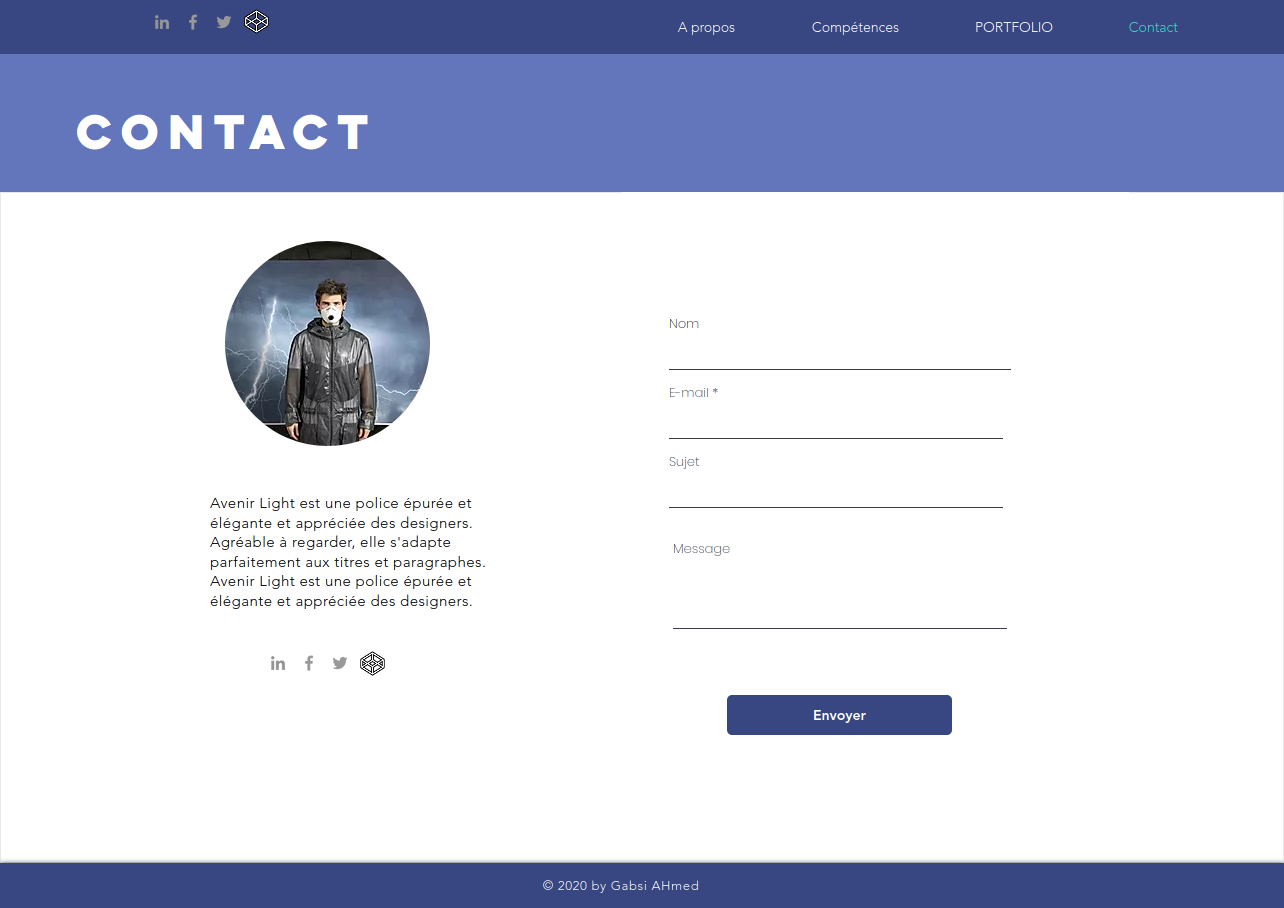 A propos
Compétences
PORTFOLIO
Contact
CONTACT
Nom
E-mail *
Sujet
Message
Envoyer
Avenir Light est une police épurée et
élégante et appréciée des designers.
Agréable à regarder, elle s'adapte
parfaitement aux titres et paragraphes.
Avenir Light est une police épurée et
élégante et appréciée des designers.
© 2020 by Gabsi AHmed